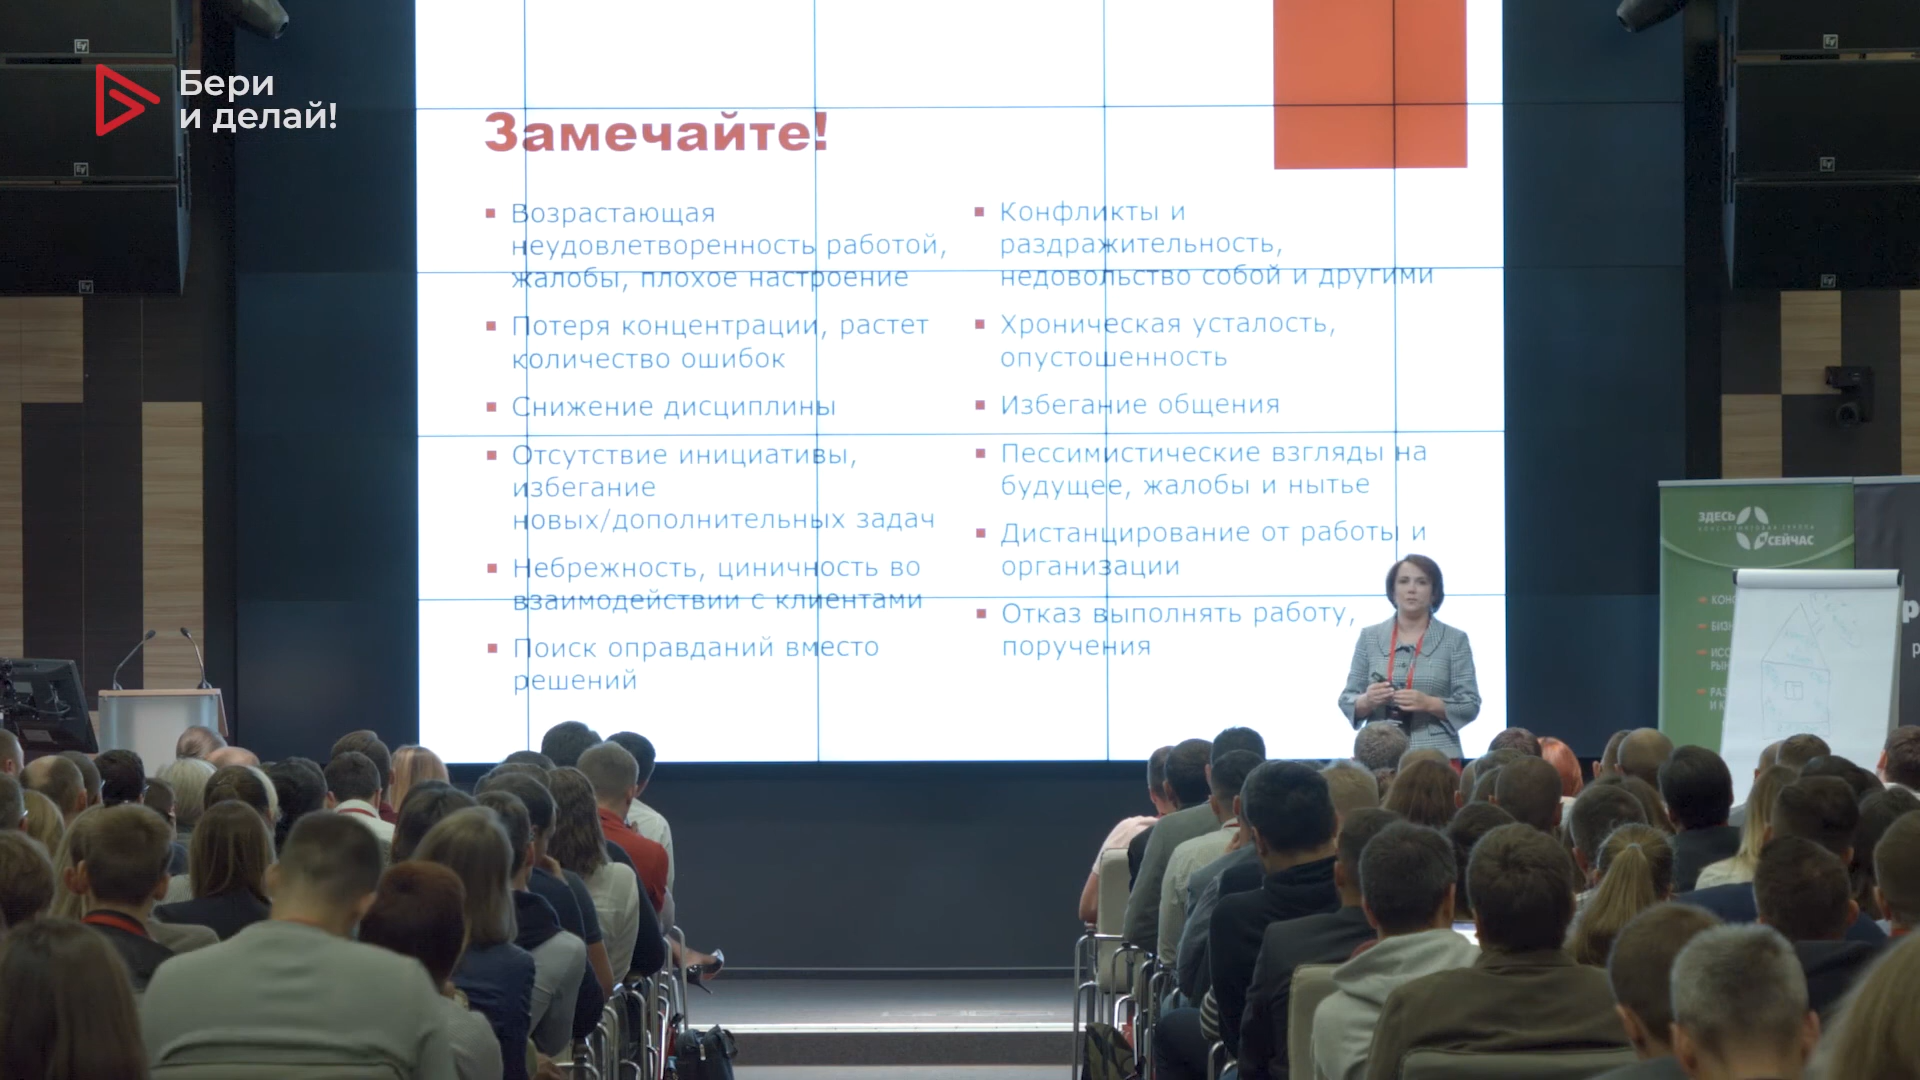 Бери
и делай!
Замечайте!
Возрастающая
неудовлетворенность работой,
жалобы, плохое настроение
Потеря концентрации, растет
количество ошибок
Снижение дисциплины
Отсутствие инициативы,
избегание
новых/дополнительных задач
Небрежность, циничность во
взаимодействии с клиентами
Поиск оправданий вместо
решений
Конфликты и
раздражительность,
недовольство собой и другими
Хроническая усталость,
опустошенность
Избегание общения
Пессимистические взгляды на
будущее, жалобы и нытье
Дистанцирование от работы и
организации
Отказ выполнять работу,
поручения
ЗДЕСЬ
СЕЙЧАС